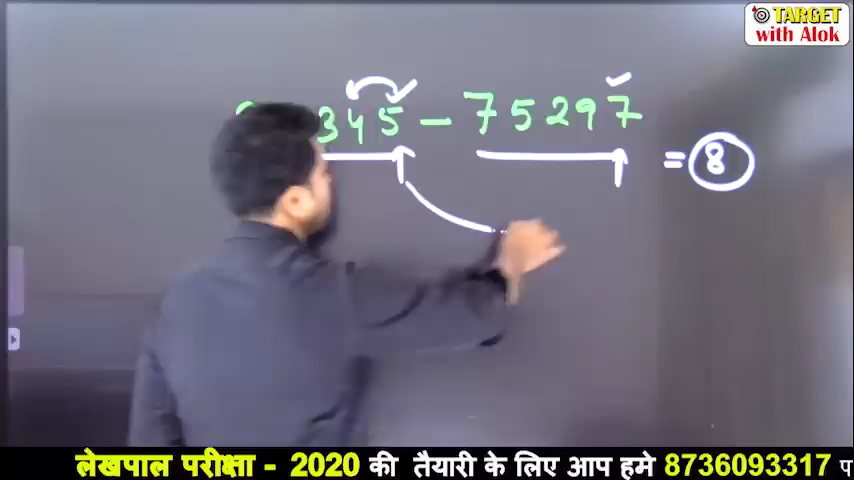 TARGET
with Alok
345 - 75297
= 8
लेखपाल परीक्षा - 2020 की तैयारी के लिए आप हमे 8736093317 प